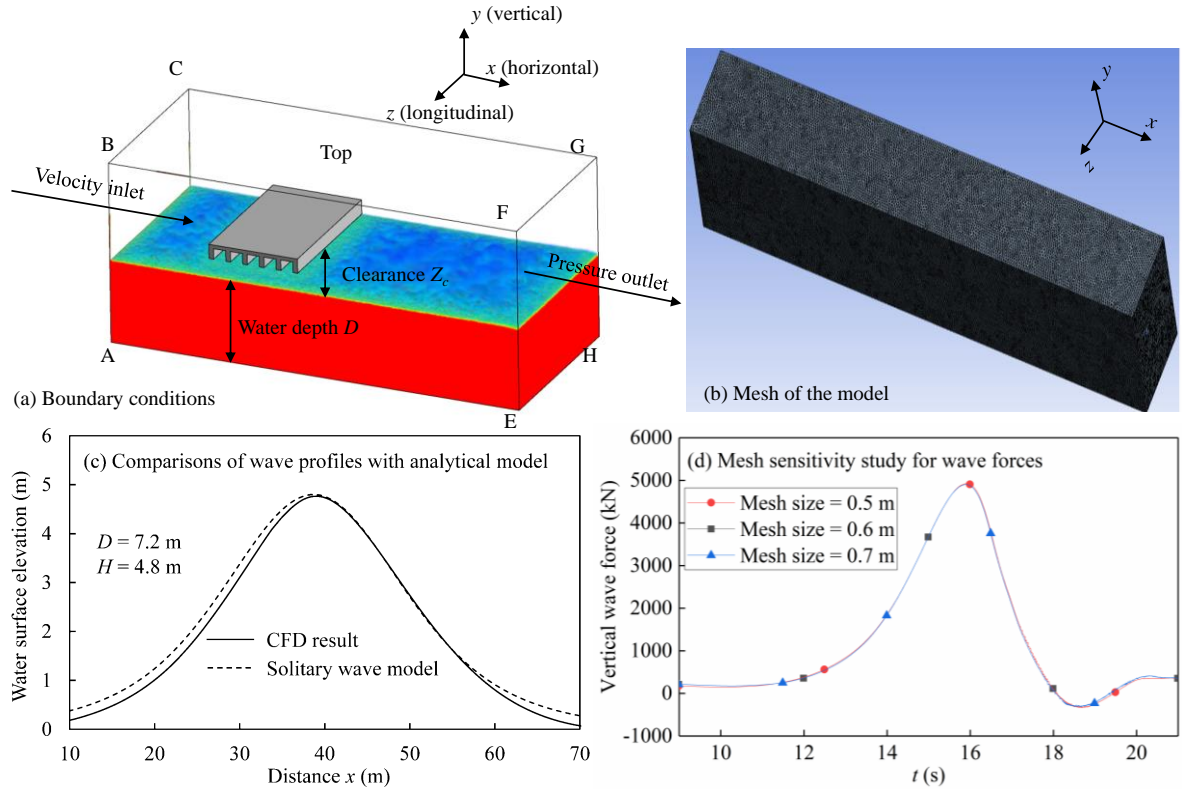 y (vertical)
x (horizontal)
z (longitudinal)
C
B
Top
G
Velocity inlet
F
Clearance Zc
Pressure outlet
Water depth D
A
H
E
(a) Boundary conditions
y
x
z
(b) Mesh of the model
(c) Comparisons of wave profiles with analytical model
D = 7.2 m
H = 4.8 m
CFD result
Solitary wave model
Water surface elevation (m)
6
5
4
3
2
1
0
10 20 30 40 50 60 70
Distance x (m)
(d) Mesh sensitivity study for wave forces
Mesh size = 0.5 m
Mesh size = 0.6 m
Mesh size = 0.7 m
Vertical wave force (kN)
6000
5000
4000
3000
2000
1000
0
-1000
10 12 14 16 18 20
t (s)